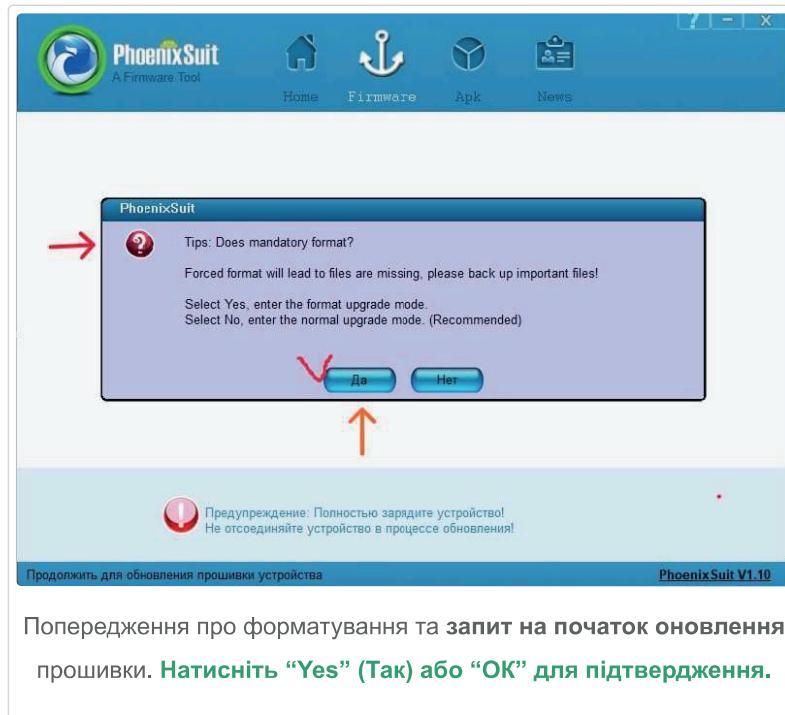 ? - X
PhoenixSuit
A Firmware Tool
Home Firmware Apk News
PhoenixSuit
Tips: Does mandatory format?
Forced format will lead to files are missing, please back up important files!
Select Yes, enter the format upgrade mode.
Select No, enter the normal upgrade mode. (Recommended)
Да Нет
Предупреждение: Полностью зарядите устройство!
Не отсоединяйте устройство в процессе обновления!
Продолжить для обновления прошивки устройства PhoenixSuit V1.10
Попередження про форматування та запит на початок оновлення
прошивки. Натисніть “Yes” (Так) або “ОК” для підтвердження.